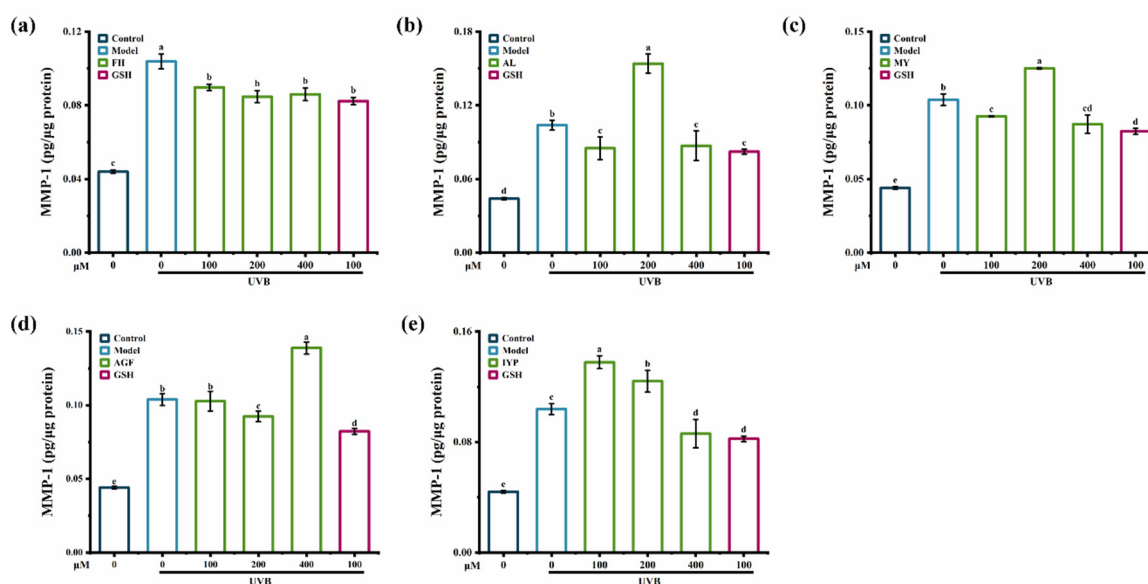 (a)
MMP-1 (pg/μg protein)
0.12
0.08
0.04
0.00
Control
Model
FH
GSH
c
a
b
b
b
b
μM 0 0 100 200 400 100
UVB
(b)
MMP-1 (pg/μg protein)
0.18
0.12
0.06
0.00
Control
Model
AL
GSH
d
b
c
a
c
c
μM 0 0 100 200 400 100
UVB
(c)
MMP-1 (pg/μg protein)
0.15
0.10
0.05
0.00
Control
Model
MY
GSH
e
b
c
a
cd
d
μM 0 0 100 200 400 100
UVB
(d)
MMP-1 (pg/μg protein)
0.15
0.10
0.05
0.00
Control
Model
AGF
GSH
e
b
b
c
a
d
μM 0 0 100 200 400 100
UVB
(e)
MMP-1 (pg/μg protein)
0.16
0.08
0.00
Control
Model
IYP
GSH
e
c
a
b
d
d
μM 0 0 100 200 400 100
UVB